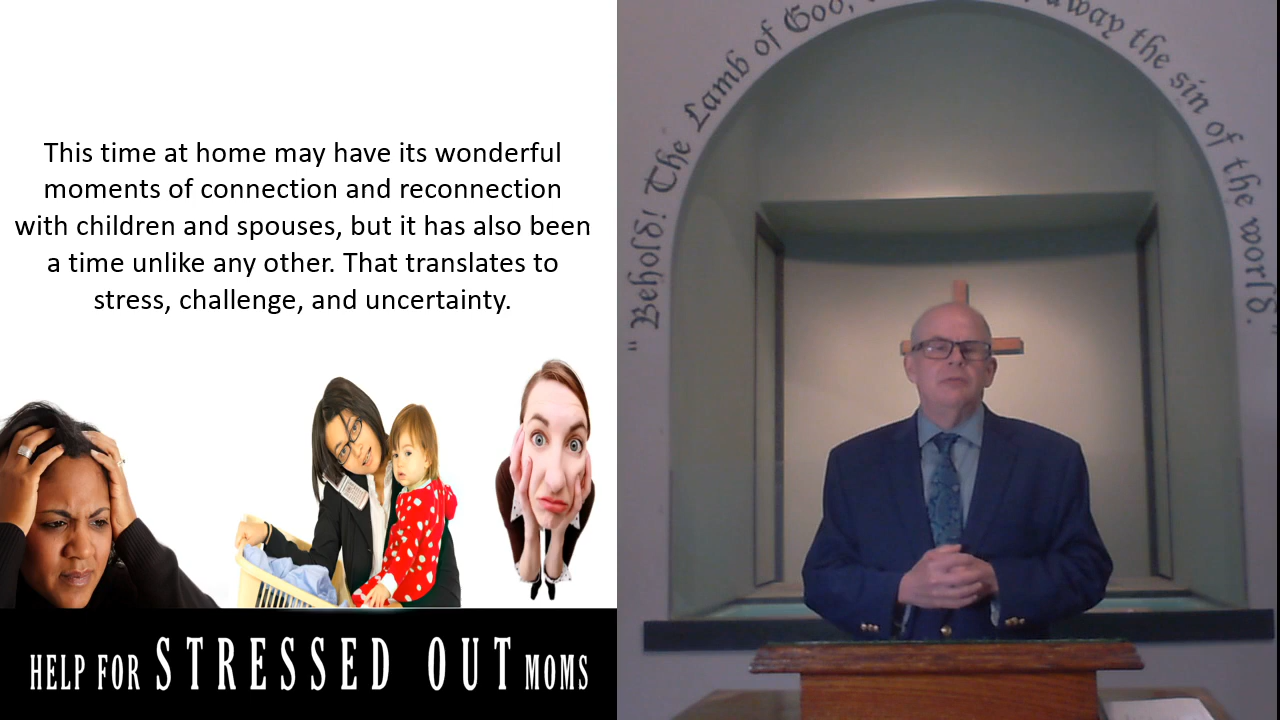 This time at home may have its wonderful
moments of connection and reconnection
with children and spouses, but it has also been
a time unlike any other. That translates to
stress, challenge, and uncertainty.
HELP FOR STRESSED OUT MOMS
"Behold! The Lamb of God, away the sin of the world."